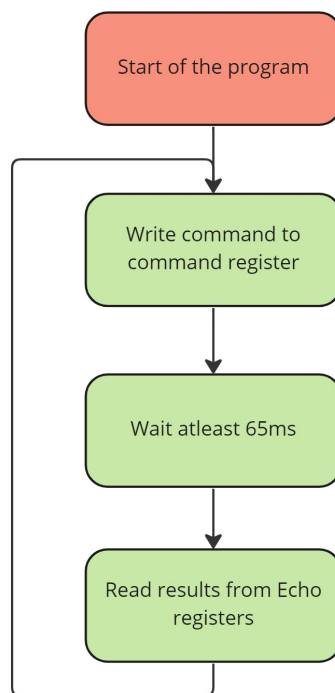 Start of the program
Write command to
command register
Wait atleast 65ms
Read results from Echo
registers